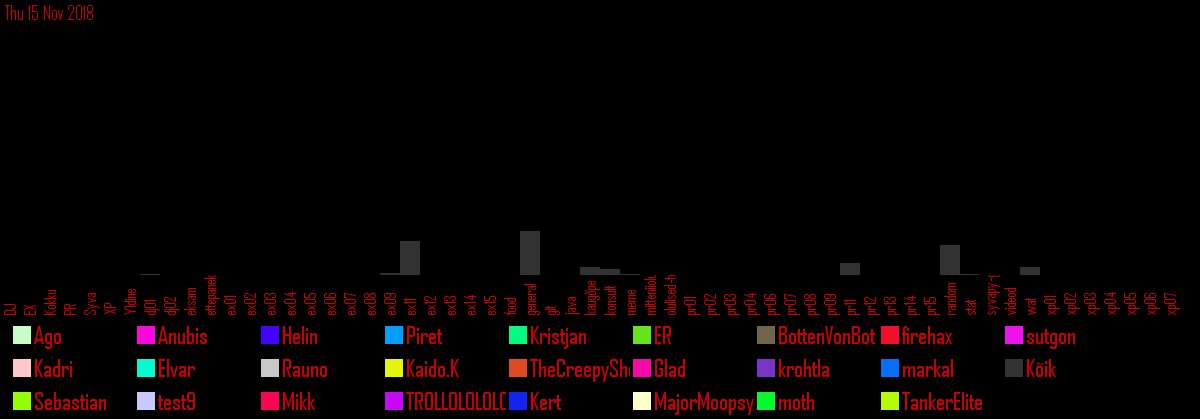 Thu 15 Nov 2018
DJ EX Kokku PR Syva XP Yldine dj01 dj02 eksam ettepanek ex01 ex02 ex03 ex04 ex05 ex06 ex07 ex08 ex09 ex11 ex12 ex13 ex14 ex15 food general git java kaugõpe konsult meme mitteniiolu olulised-h pr01 pr02 pr03 pr04 pr06 pr07 pr08 pr09 pr11 pr12 pr13 pr14 pr15 random stat syvapy-g videod wat xp01 xp02 xp03 xp04 xp05 xp06 xp07
Ago Anubis Helin Piret Kristjan ER BottenVonBot firehax sutgon
Kadri Elvar Rauno Kaido.K TheCreepySh Glad krohtla markal Kõik
Sebastian test9 Mikk TROLLOLOLOLO Kert MajorMoopsy moth TankerElite